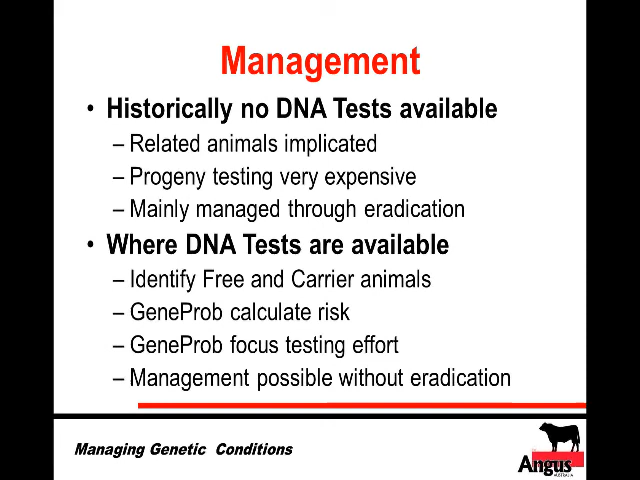 Management
• Historically no DNA Tests available
– Related animals implicated
– Progeny testing very expensive
– Mainly managed through eradication
• Where DNA Tests are available
– Identify Free and Carrier animals
– GeneProb calculate risk
– GeneProb focus testing effort
– Management possible without eradication
Managing Genetic Conditions
Angus
AUSTRALIA